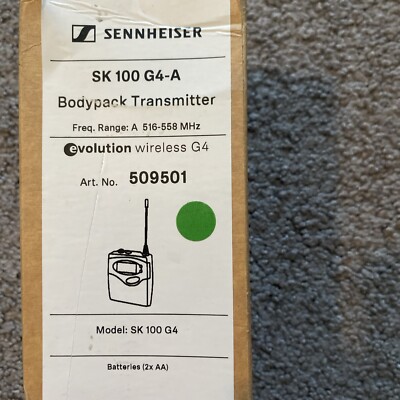 SENNHEISER
SK 100 G4-A
Bodypack Transmitter
Freq. Range: A 516-558 MHz
evolution wireless G4
Art. No. 509501
Model: SK 100 G4
Batteries (2x AA)